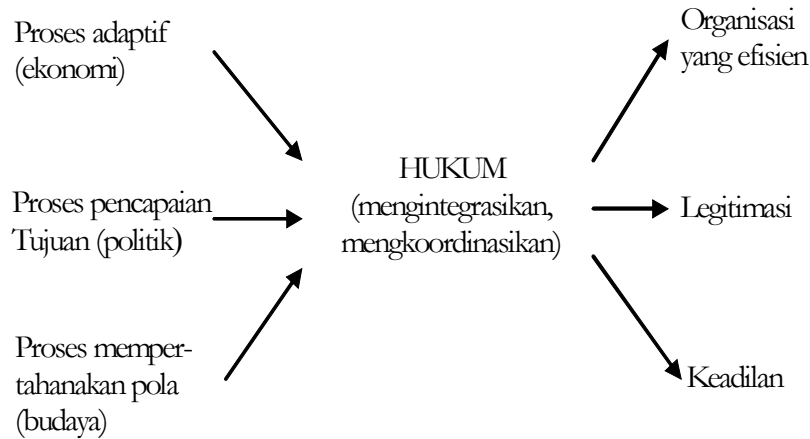 Proses adaptif
(ekonomi)
Proses pencapaian
Tujuan (politik)
Proses memper-
tahanakan pola
(budaya)
HUKUM
(mengintegrasikan,
mengkoordinasikan)
Organisasi
yang efisien
Legitimasi
Keadilan